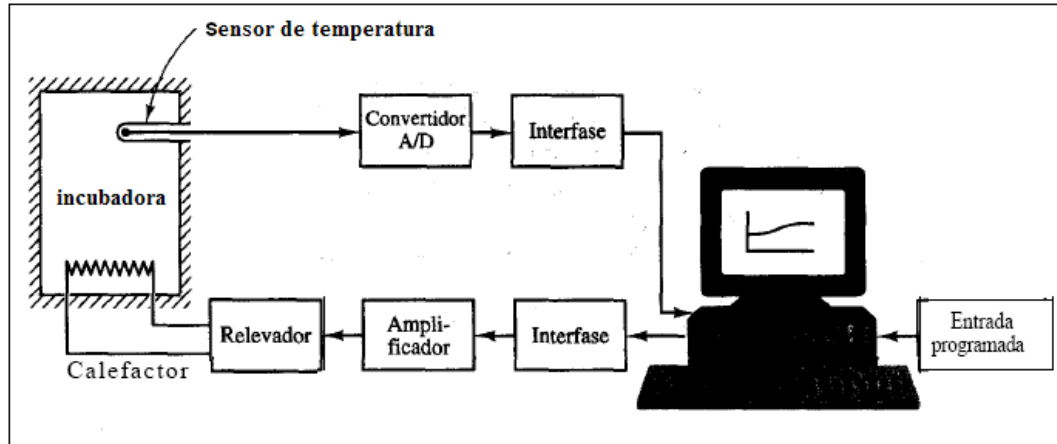 Sensor de temperatura
Convertidor
A/D
Interfase
incubadora
Relevador
Ampli-
ficador
Interfase
Entrada
programada
Calefactor